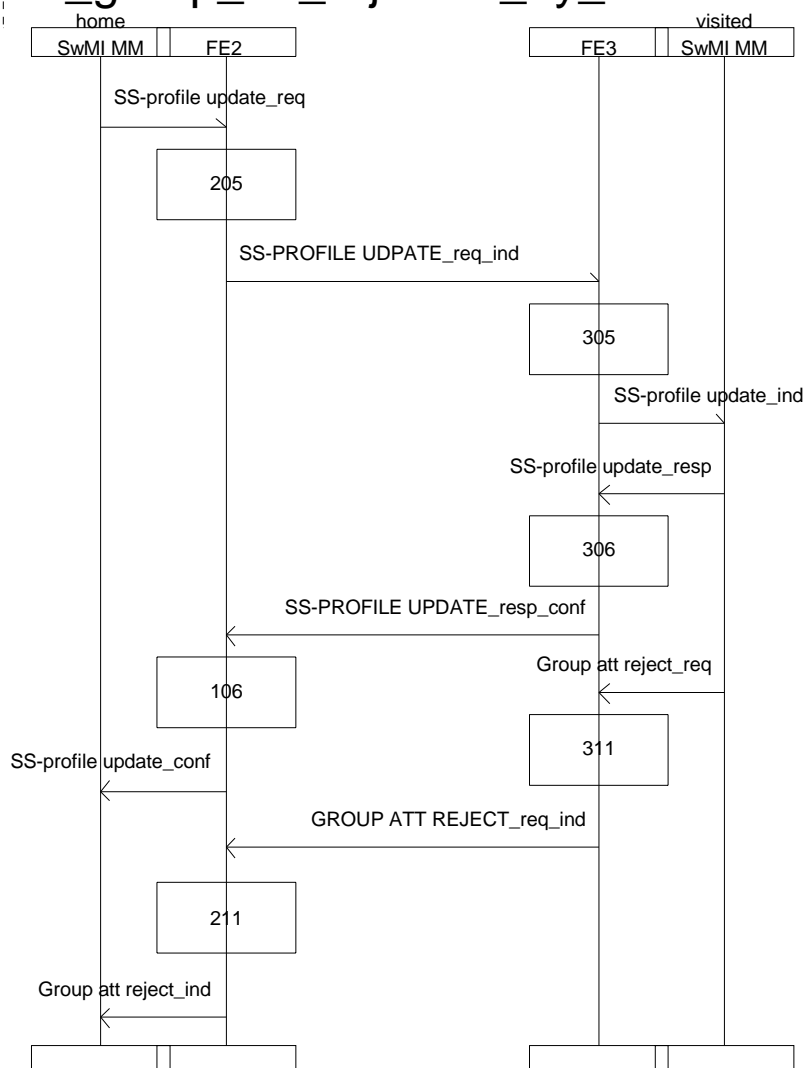 home
visited
SwMI MM
FE2
FE3
SwMI MM
SS-profile update_req
205
SS-PROFILE UDPATE_req_ind
305
SS-profile update_ind
SS-profile update_resp
306
SS-PROFILE UPDATE_resp_conf
Group att reject_req
106
311
SS-profile update_conf
GROUP ATT REJECT_req_ind
211
Group att reject_ind